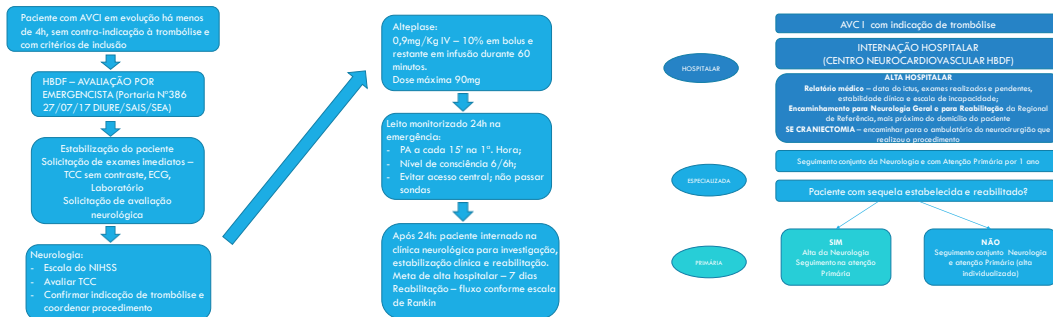 Paciente com AVCI em evolução há menos
de 4h, sem contra-indicação à trombólise e
com critérios de inclusão
HBDF – AVALIAÇÃO POR
EMERGENCISTA (Portaria Nº386
27/07/17 DIURE/SAIS/SEA)
Estabilização do paciente
Solicitação de exames imediatos –
TCC sem contraste, ECG,
Laboratório
Solicitação de avaliação
neurológica
Neurologia:
- Escala do NIHSS
- Avaliar TCC
- Confirmar indicação de trombólise e
coordenar procedimento
Alteplase:
0,9mg/Kg IV – 10% em bolus e
restante em infusão durante 60
minutos.
Dose máxima 90mg
Leito monitorizado 24h na
emergência:
- PA a cada 15' na 1ª. Hora;
- Nível de consciência 6/6h;
- Evitar acesso central; não passar
sondas
Após 24h: paciente internado na
clínica neurológica para investigação,
estabilização clínica e reabilitação.
Meta de alta hospitalar – 7 dias
Reabilitação – fluxo conforme escala
de Rankin
HOSPITALAR
AVC I com indicação de trombólise
INTERNAÇÃO HOSPITALAR
(CENTRO NEUROCARDIOVASCULAR HBDF)
ALTA HOSPITALAR
Relatório médico – data do ictus, exames realizados e pendentes,
estabilidade clínica e escala de incapacidade;
Encaminhamento para Neurologia Geral e para Reabilitação da Regional
de Referência, mais próximo do domicílio do paciente
SE CRANIECTOMIA – encaminhar para o ambulatório do neurocirurgião que
realizou o procedimento
ESPECIALIZADA
Seguimento conjunto da Neurologia e com Atenção Primária por 1 ano
Paciente com sequela estabelecida e reabilitado?
PRIMÁRIA
SIM
Alta da Neurologia
Seguimento na atenção
Primária
NÃO
Seguimento conjunto Neurologia
e atenção Primária (alta
individualizada)